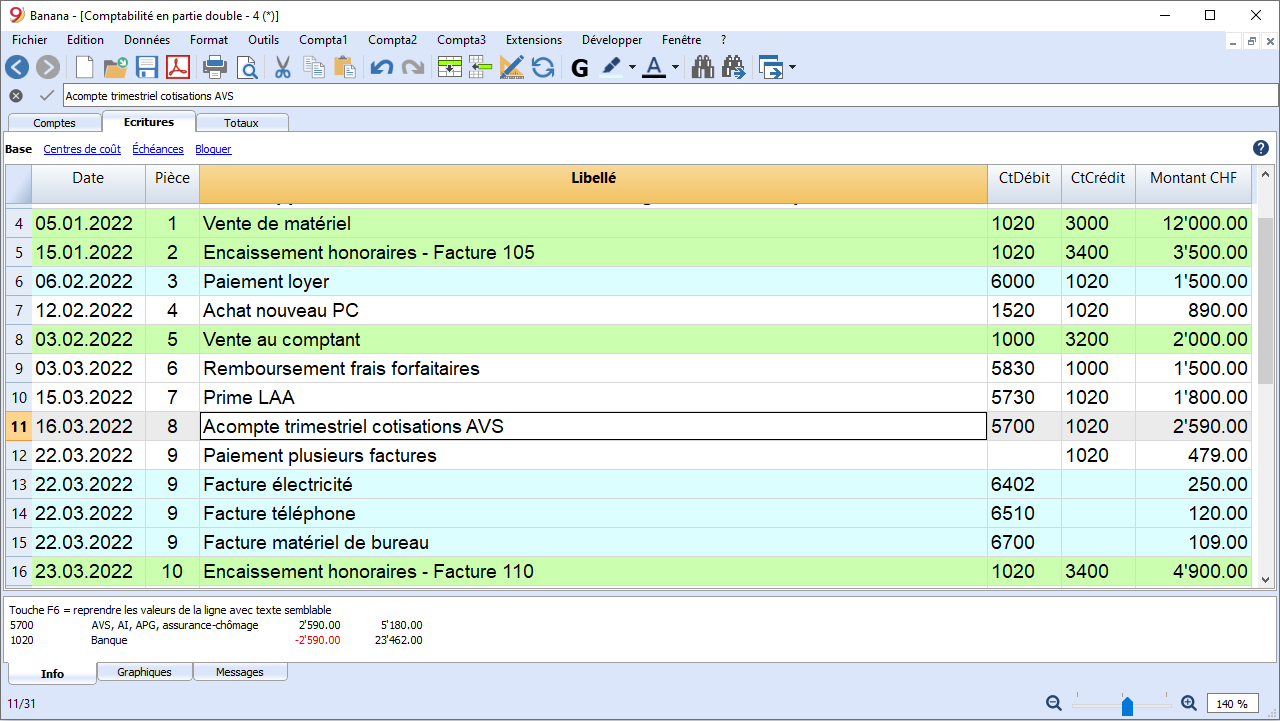 Banana - [Comptabilité en partie double - 4 (*)]
Fichier Edition Données Format Outils Compta1 Compta2 Compta3 Extensions Développer Fenêtre ?
G A
Acompte trimestriel cotisations AVS
Comptes Ecritures Totaux
Base Centres de coût Échéances Bloquer ?
Date Pièce Libellé CtDébit CtCrédit Montant CHF
4 05.01.2022 1 Vente de matériel 1020 3000 12'000.00
5 15.01.2022 2 Encaissement honoraires - Facture 105 1020 3400 3'500.00
6 06.02.2022 3 Paiement loyer 6000 1020 1'500.00
7 12.02.2022 4 Achat nouveau PC 1520 1020 890.00
8 03.02.2022 5 Vente au comptant 1000 3200 2'000.00
9 03.03.2022 6 Remboursement frais forfaitaires 5830 1000 1'500.00
10 15.03.2022 7 Prime LAA 5730 1020 1'800.00
11 16.03.2022 8 Acompte trimestriel cotisations AVS 5700 1020 2'590.00
12 22.03.2022 9 Paiement plusieurs factures 1020 479.00
13 22.03.2022 9 Facture électricité 6402 250.00
14 22.03.2022 9 Facture téléphone 6510 120.00
15 22.03.2022 9 Facture matériel de bureau 6700 109.00
16 23.03.2022 10 Encaissement honoraires - Facture 110 1020 3400 4'900.00
Touche F6 = reprendre les valeurs de la ligne avec texte semblable
5700 AVS, AI, APG, assurance-chômage 2'590.00 5'180.00
1020 Banque -2'590.00 23'462.00
Info Graphiques Messages
11/31 140 %